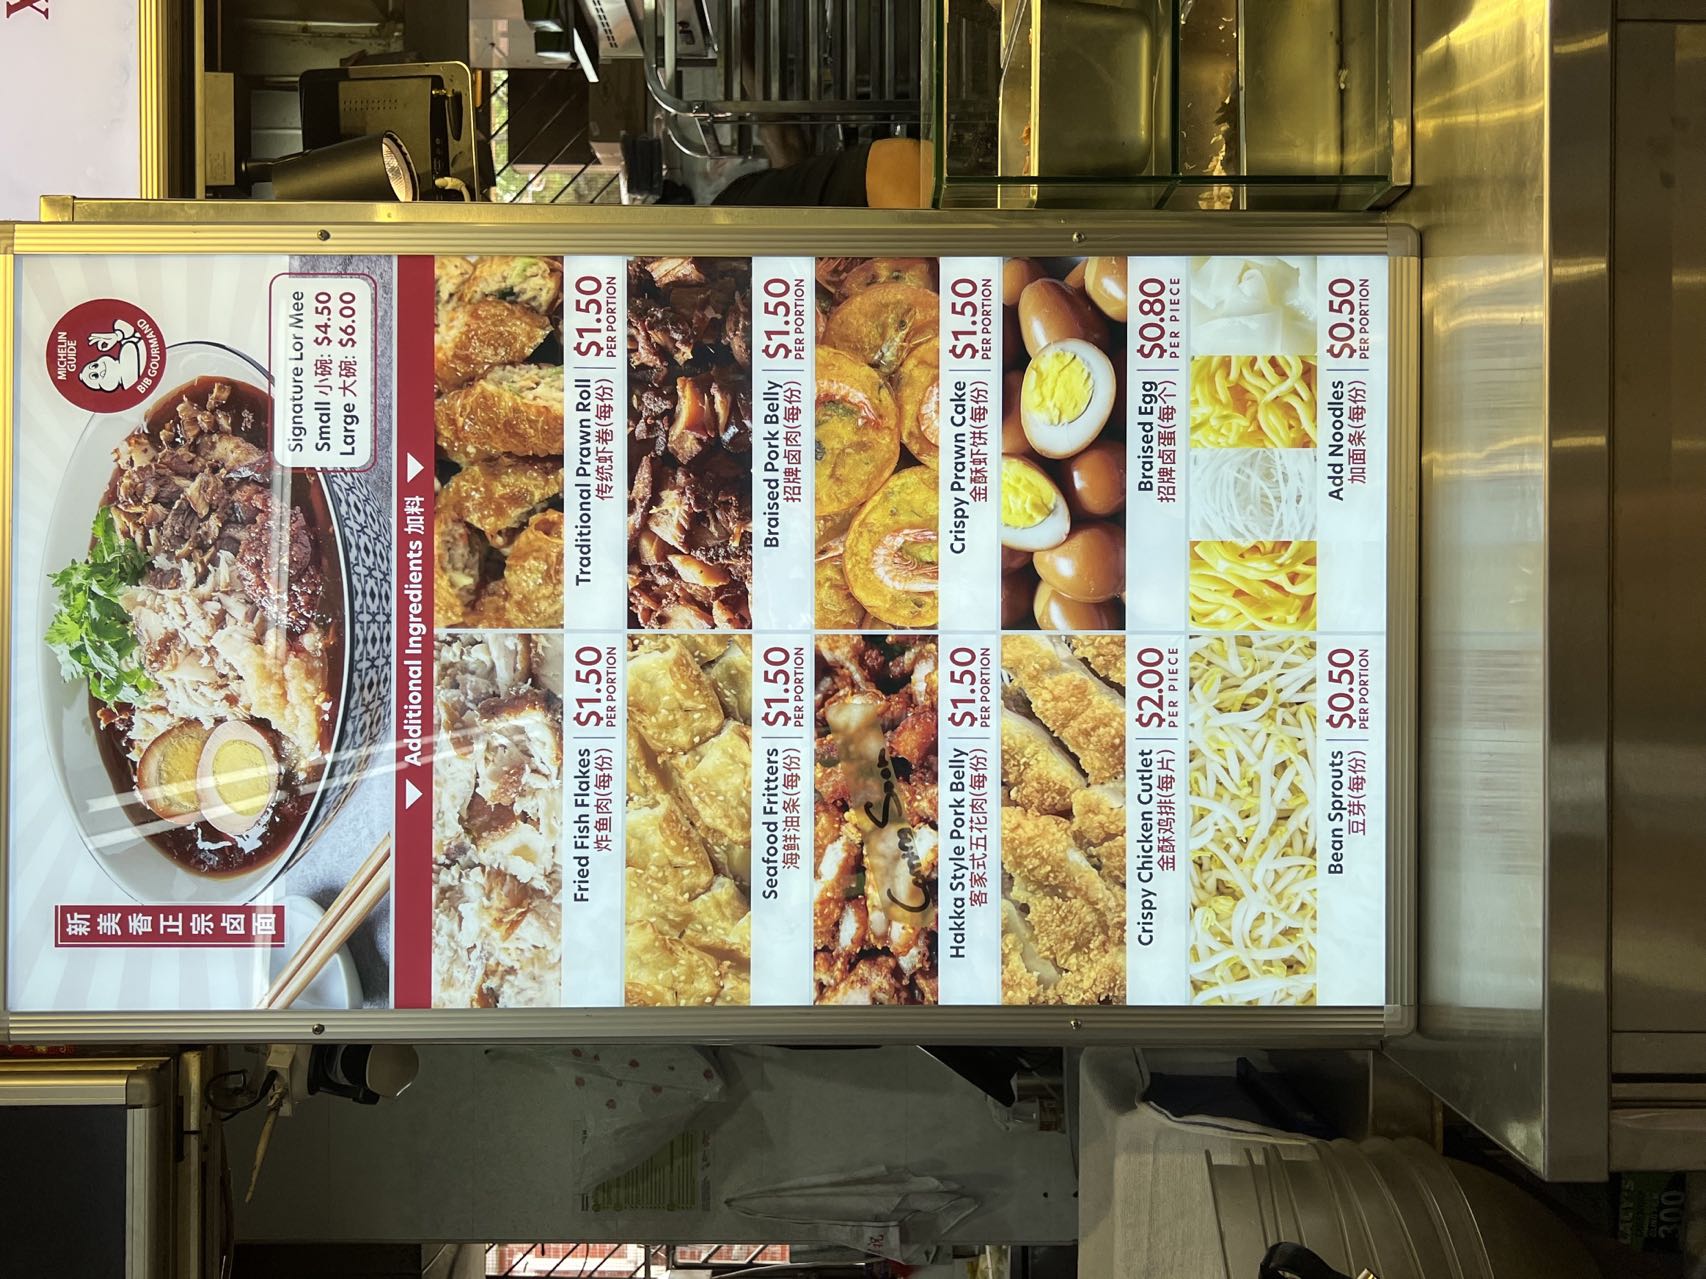 新美香正宗卤面
MICHELIN
GUIDE
BIB GOURMAND
Signature Lor Mee
Small 小碗: $4.50
Large 大碗: $6.00
Additional Ingredients 加料
Fried Fish Flakes
炸鱼肉(每份)
$1.50
PER PORTION
Traditional Prawn Roll
传统虾卷(每份)
$1.50
PER PORTION
Seafood Fritters
海鲜油条(每份)
$1.50
PER PORTION
Braised Pork Belly
招牌卤肉(每份)
$1.50
PER PORTION
Coming Soon
Hakka Style Pork Belly
客家式五花肉(每份)
$1.50
PER PORTION
Crispy Prawn Cake
金酥虾饼(每份)
$1.50
PER PORTION
Crispy Chicken Cutlet
金酥鸡排(每片)
$2.00
PER PIECE
Braised Egg
招牌卤蛋(每个)
$0.80
PER PIECE
Bean Sprouts
豆芽(每份)
$0.50
PER PORTION
Add Noodles
加面条(每份)
$0.50
PER PORTION
X
祝
300